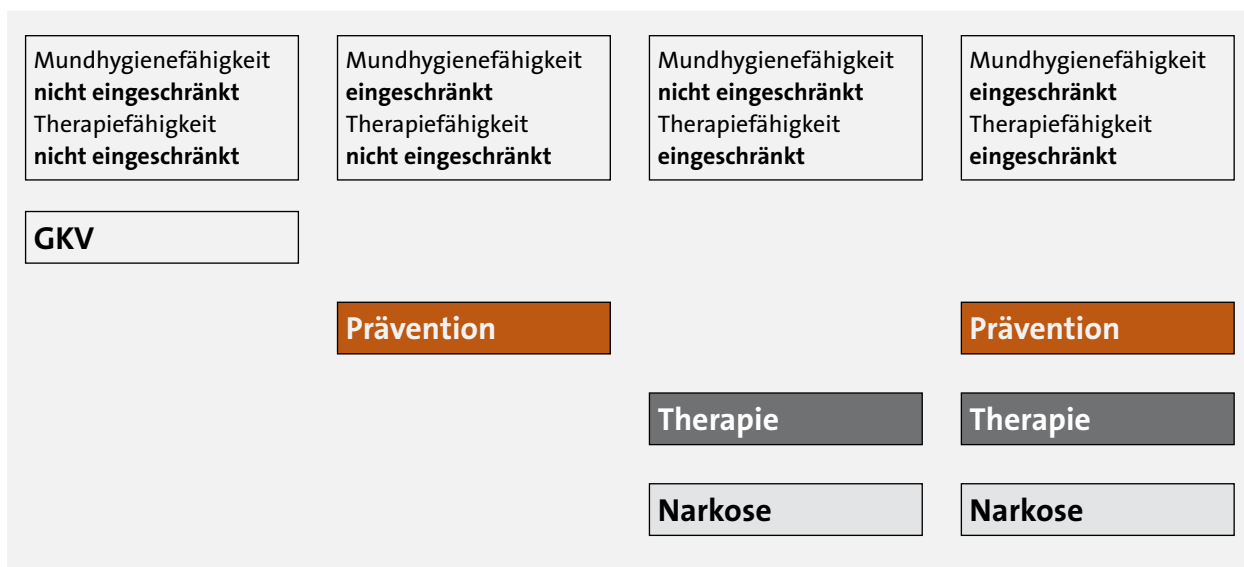 Mundhygienefähigkeit
nicht eingeschränkt
Therapiefähigkeit
nicht eingeschränkt
Mundhygienefähigkeit
eingeschränkt
Therapiefähigkeit
nicht eingeschränkt
Mundhygienefähigkeit
nicht eingeschränkt
Therapiefähigkeit
eingeschränkt
Mundhygienefähigkeit
eingeschränkt
Therapiefähigkeit
eingeschränkt
GKV
Prävention
Prävention
Therapie
Therapie
Narkose
Narkose